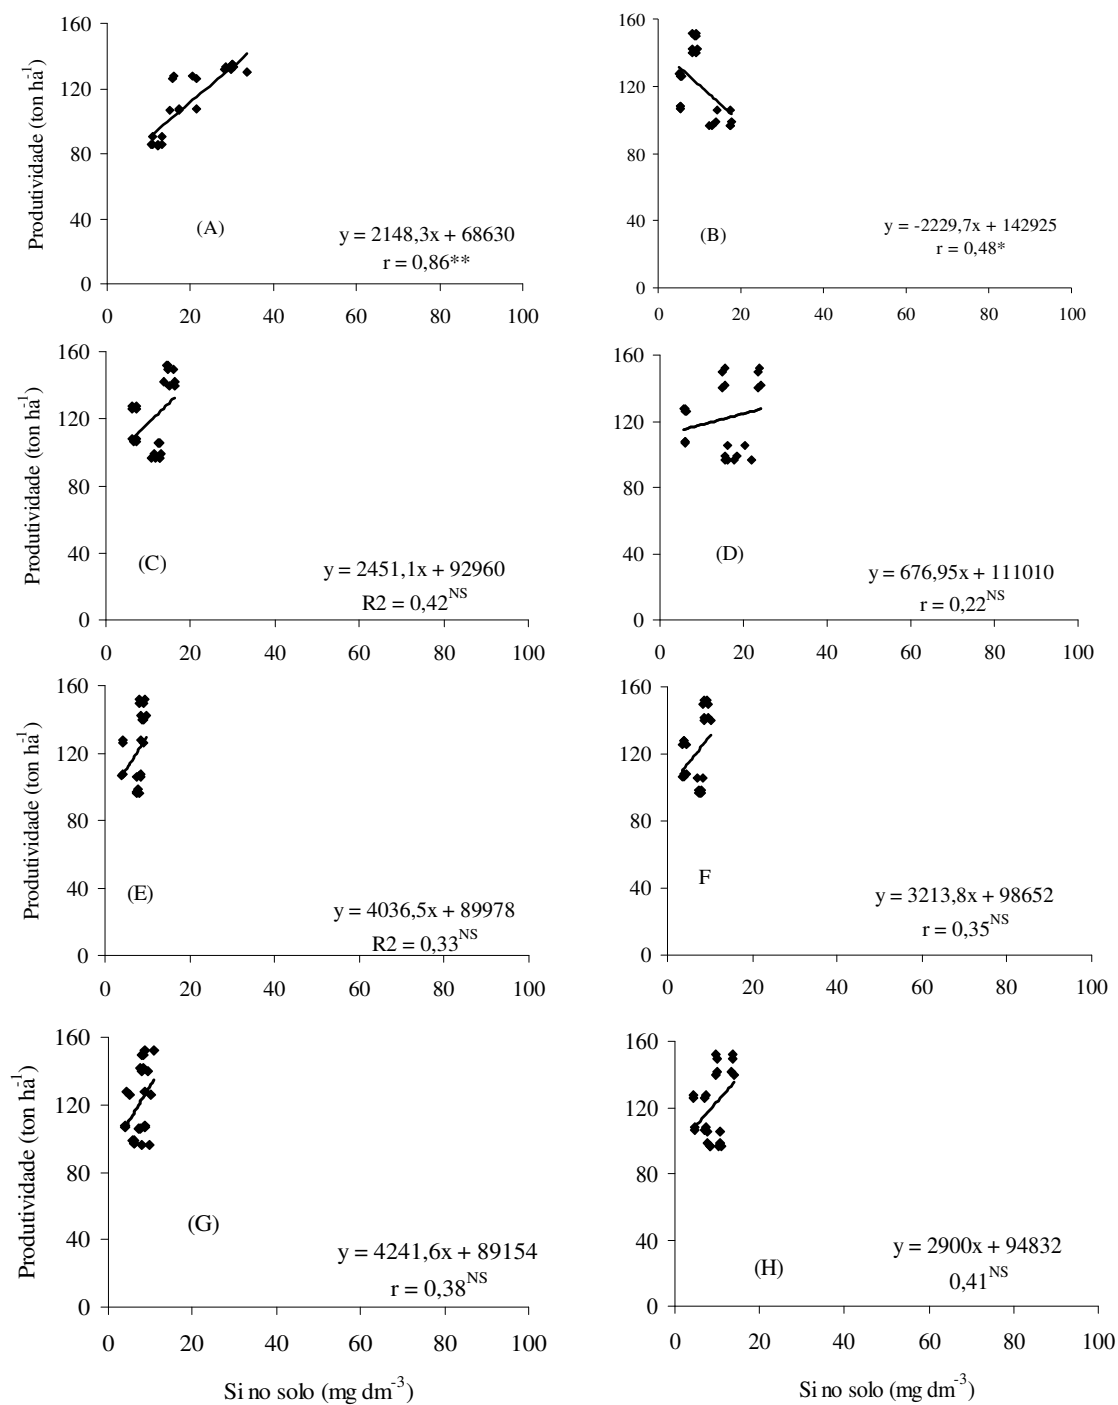 160
120
80
40
0
0 20 40 60 80 100
Produtividade (ton ha-1)
(A)
y = 2148,3x + 68630
r = 0,86**
160
120
80
40
0
0 20 40 60 80 100
(B)
y = -2229,7x + 142925
r = 0,48*
160
120
80
40
0
0 20 40 60 80 100
Produtividade (ton ha-1)
(C)
y = 2451,1x + 92960
R2 = 0,42NS
160
120
80
40
0
0 20 40 60 80 100
(D)
y = 676,95x + 111010
r = 0,22NS
160
120
80
40
0
0 20 40 60 80 100
Produtividade (ton ha-1)
(E)
y = 4036,5x + 89978
R2 = 0,33NS
160
120
80
40
0
0 20 40 60 80 100
F
y = 3213,8x + 98652
r = 0,35NS
160
120
80
40
0
0 20 40 60 80 100
Produtividade (ton ha-1)
(G)
y = 4241,6x + 89154
r = 0,38NS
Si no solo (mg dm-3)
160
120
80
40
0
0 20 40 60 80 100
(H)
y = 2900x + 94832
0,41NS
Si no solo (mg dm-3)